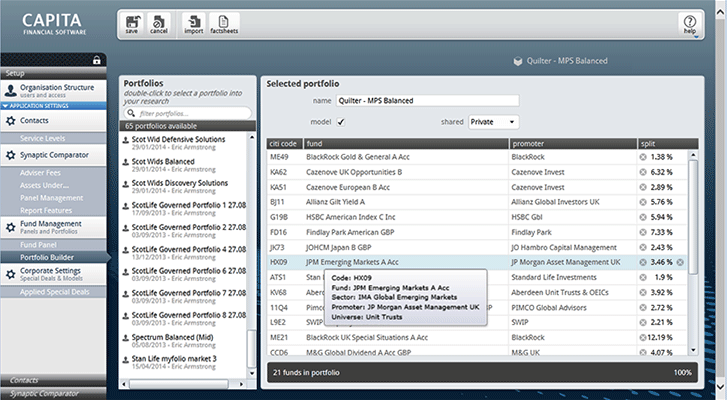 CAPITA
FINANCIAL SOFTWARE
save
cancel
import
factsheets
help
Quilter - MPS Balanced
Setup
Organisation Structure
users and access
APPLICATION SETTINGS
Contacts
Service Levels
Synaptic Comparator
Adviser Fees
Assets Under...
Panel Management
Report Features
Fund Management
Panels and Portfolios
Fund Panel
Portfolio Builder
Corporate Settings
Special Deals & Models
Applied Special Deals
Contacts
Synaptic Comparator
Portfolios
double-click to select a portfolio into
your research
filter portfolios...
65 portfolios available
Scot Wid Defensive Solutions
29/01/2014 - Eric Armstrong
Scot Wids Balanced
29/01/2014 - Eric Armstrong
Scot Wids Discovery Solutions
29/01/2014 - Eric Armstrong
ScotLife Governed Portfolio 1 27.08
17/09/2013 - Eric Armstrong
ScotLife Governed Portfolio 2 27.08
03/09/2013 - Eric Armstrong
ScotLife Governed Portfolio 4 27.08
03/09/2013 - Eric Armstrong
ScotLife Governed Portfolio 5 27.08
03/09/2013 - Eric Armstrong
ScotLife Governed Portfolio 7 27.08
03/09/2013 - Eric Armstrong
ScotLife Governed Portfolio 8 27.08
03/09/2013 - Eric Armstrong
Spectrum Balanced (Mid)
05/08/2013 - Eric Armstrong
Stan Life myfolio market 3
15/04/2014 - Eric Armstrong
Selected portfolio
name Quilter - MPS Balanced
model shared Private
citi code fund promoter split
ME49 BlackRock Gold & General A Acc BlackRock 1.38 %
KA62 Cazenove UK Opportunities B Cazenove Invest 6.32 %
KA51 Cazenove European B Acc Cazenove Invest 2.89 %
BJ11 Allianz Gilt Yield A Allianz Global Investors UK 5.76 %
G19B HSBC American Index C Inc HSBC Gbl 5.94 %
FD16 Findlay Park American GBP Findlay Park 7.33 %
JK73 JOHCM Japan B GBP JO Hambro Capital Management 2.43 %
HX09 JPM Emerging Markets A Acc JP Morgan Asset Management UK 3.46 %
ATS1 Stan Standard Life Investments 1.9 %
KV68 Aber Aberdeen Unit Trusts & OEICs 3.92 %
11Q4 PIMC PIMCO Global Advisors 2.72 %
L9E2 SWIP SWIP 2.21 %
ME21 BlackRock UK Special Situations A Acc BlackRock 12.19 %
CCD6 M&G Global Dividend A Acc GBP M&G UK 4.07 %
Code: HX09
Fund: JPM Emerging Markets A Acc
Sector: IMA Global Emerging Markets
Promoter: JP Morgan Asset Management UK
Universe: Unit Trusts
21 funds in portfolio 100%